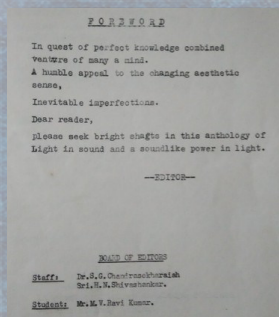 FOREWORD
In quest of perfect knowledge combined
venture of many a mind.
A humble appeal to the changing aesthetic
sense,
Inevitable imperfections.
Dear reader,
please seek bright shafts in this anthology of
Light in sound and a soundlike power in light.
---EDITOR---
BOARD OF EDITORS
Staff: Dr.S.G. Chandrasekharaiah
Sri.H.N.Shivashankar.
Student: Mr.M.V.Ravi Kumar.